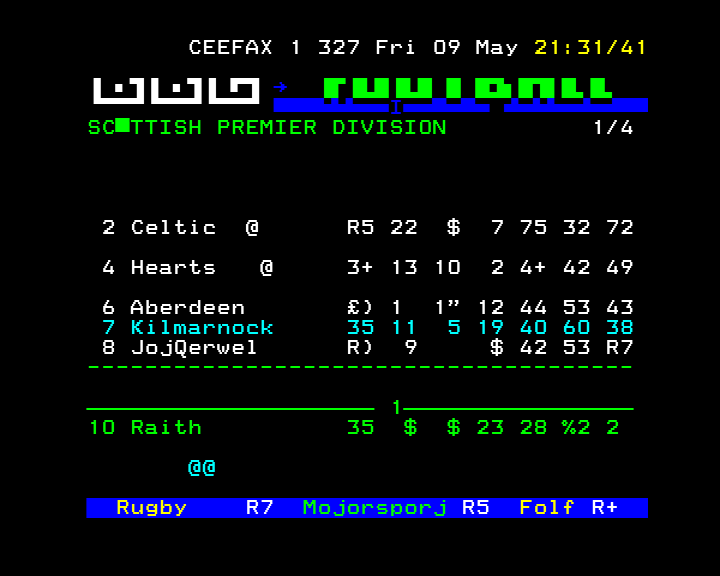 CEEFAX 1 327 Fri 09 May 21:31/41
SC■TTISH PREMIER DIVISION 1/4
2 Celtic @ R5 22 $ 7 75 32 72
4 Hearts @ 3+ 13 10 2 4+ 42 49
6 Aberdeen £) 1 1” 12 44 53 43
7 Kilmarnock 35 11 5 19 40 60 38
8 JojQerwel R) 9 $ 42 53 R7
1
10 Raith 35 $ $ 23 28 %2 2
@@
Rugby R7 Mojorsporj R5 Folf R+